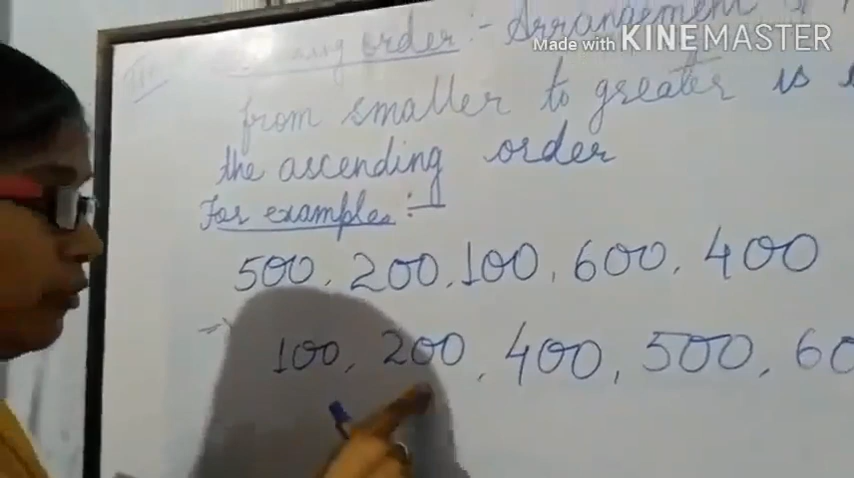 order:- Arrangement
Made with KINEMASTER
from smaller to greater is
the ascending order
For examples:-
500, 200, 100, 600, 400
100, 200, 400, 500, 60